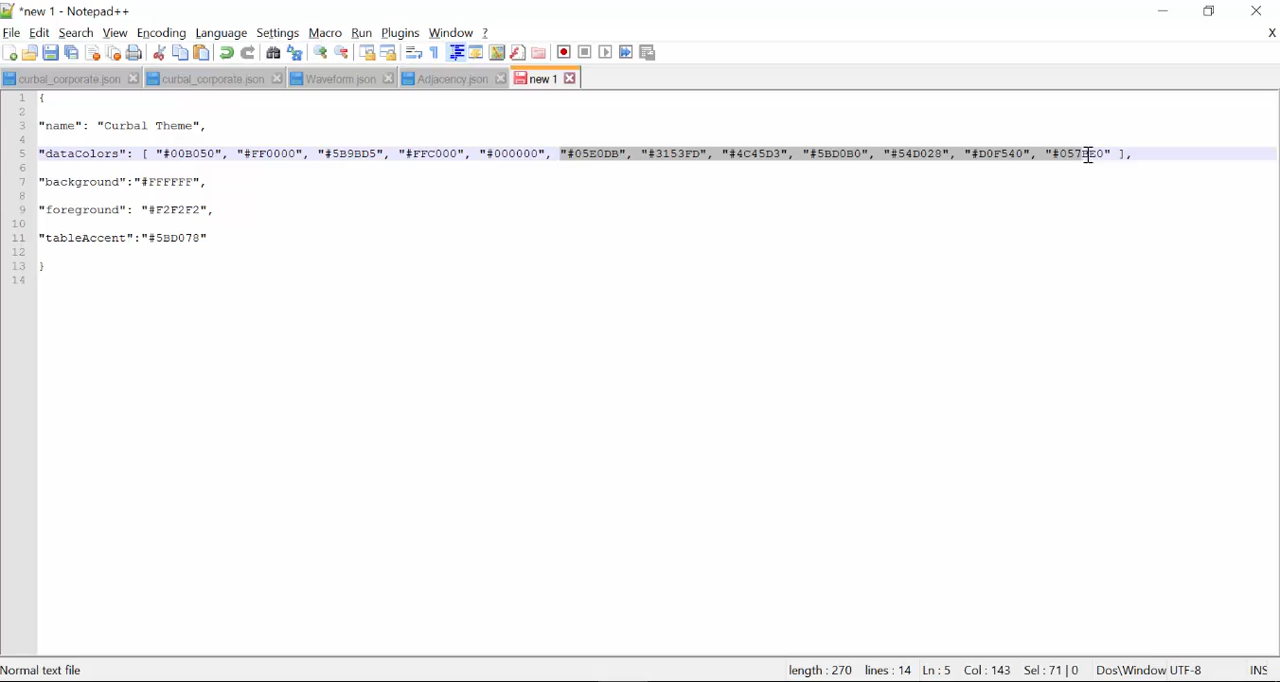 *new 1 - Notepad++
File Edit Search View Encoding Language Settings Macro Run Plugins Window ? X
curbal_corporate.json curbal_corporate.json Waveform.json Adjacency.json new 1
1 {
2
3 "name": "Curbal Theme",
4
5 "dataColors": [ "#00B050", "#FF0000", "#5B9BD5", "#FFC000", "#000000", "#05E0DB", "#3153FD", "#4C45D3", "#5BD0B0", "#54D028", "#D0F540", "#057BE0" ],
6
7 "background":"#FFFFFF",
8
9 "foreground": "#F2F2F2",
10
11 "tableAccent":"#5BD078"
12
13 }
14
Normal text file length : 270 lines : 14 Ln : 5 Col : 143 Sel : 71 | 0 Dos\Window UTF-8 INS